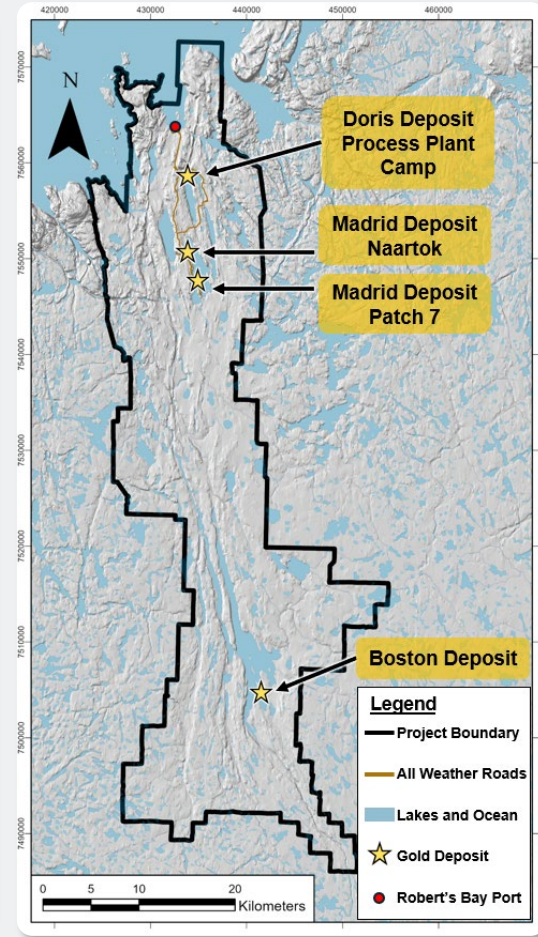 420000
430000
440000
450000
460000
7570000
N
Doris Deposit
Process Plant
Camp
7560000
Madrid Deposit
Naartok
7550000
Madrid Deposit
Patch 7
7540000
7530000
7520000
7510000
Boston Deposit
7500000
7490000
Legend
Project Boundary
All Weather Roads
Lakes and Ocean
Gold Deposit
Robert's Bay Port
0 5 10 20
Kilometers